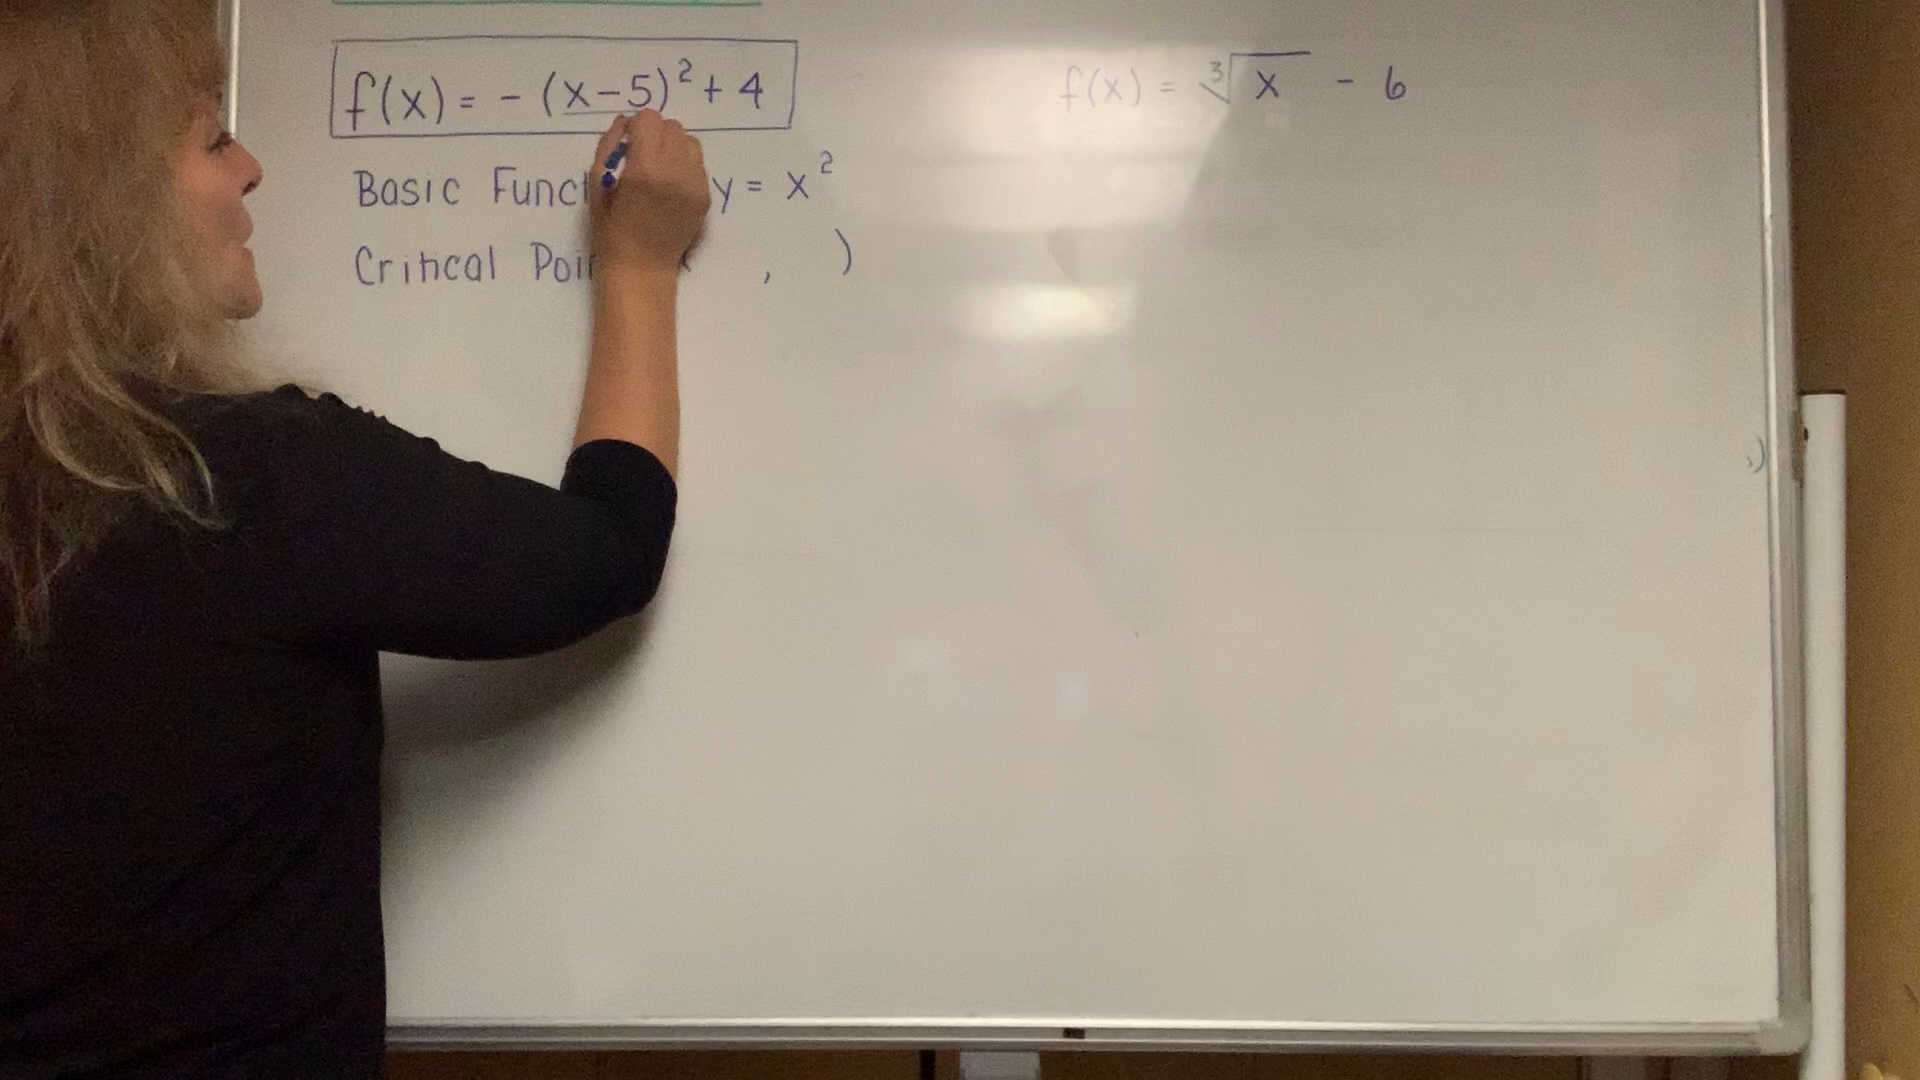 f(x) = - (x-5)² + 4
Basic Funct y = x²
Critical Poi ( , )
f(x) = ∛x - 6
:)